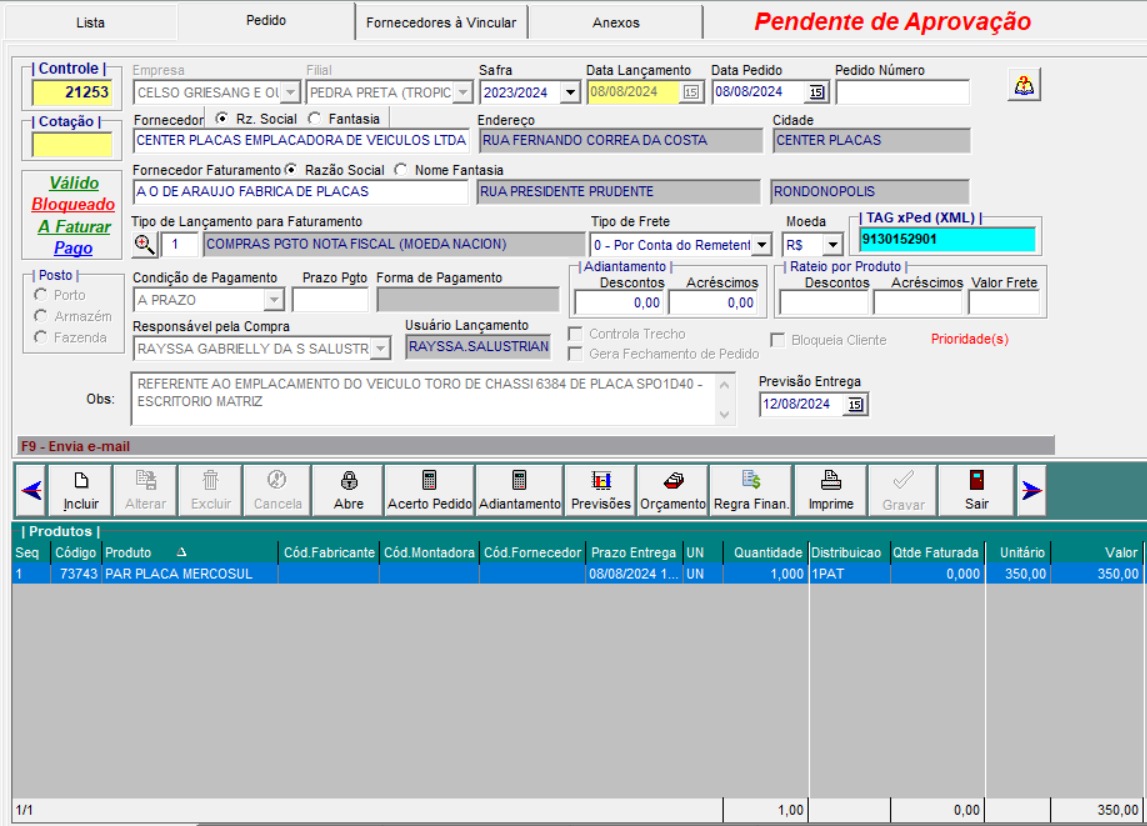 Lista Pedido Fornecedores à Vincular Anexos Pendente de Aprovação
| Controle | Empresa Filial Safra Data Lançamento Data Pedido Pedido Número
21253 CELSO GRIESANG E OU PEDRA PRETA (TROPIC 2023/2024 08/08/2024 15 08/08/2024 15
| Cotação | Fornecedor Rz. Social Fantasia Endereço Cidade
CENTER PLACAS EMPLACADORA DE VEICULOS LTDA RUA FERNANDO CORREA DA COSTA CENTER PLACAS
Fornecedor Faturamento Razão Social Nome Fantasia
Válido A O DE ARAUJO FABRICA DE PLACAS RUA PRESIDENTE PRUDENTE RONDONOPOLIS
Bloqueado
A Faturar Tipo de Lançamento para Faturamento Tipo de Frete Moeda | TAG xPed (XML) |
Pago 1 COMPRAS PGTO NOTA FISCAL (MOEDA NACION) 0 - Por Conta do Remetent R$ 9130152901
| Posto | Condição de Pagamento Prazo Pgto Forma de Pagamento | Adiantamento | | Rateio por Produto |
Descontos Acréscimos Descontos Acréscimos Valor Frete
Porto A PRAZO 0,00 0,00
Armazém Responsável pela Compra Usuário Lançamento
Fazenda RAYSSA GABRIELLY DA S SALUSTR RAYSSA.SALUSTRIAN Controla Trecho Bloqueia Cliente Prioridade(s)
Gera Fechamento de Pedido
Obs: REFERENTE AO EMPLACAMENTO DO VEICULO TORO DE CHASSI 6384 DE PLACA SPO1D40 -
ESCRITORIO MATRIZ
Previsão Entrega
12/08/2024 15
F9 - Envia e-mail
Incluir Alterar Excluir Cancela Abre Acerto Pedido Adiantamento Previsões Orçamento Regra Finan. Imprime Gravar Sair
| Produtos |
Seq Código Produto Cód.Fabricante Cód.Montadora Cód.Fornecedor Prazo Entrega UN Quantidade Distribuicao Qtde Faturada Unitário Valor
1 73743 PAR PLACA MERCOSUL 08/08/2024 1... UN 1,000 1PAT 0,000 350,00 350,00
1/1 1,00 0,00 350,00